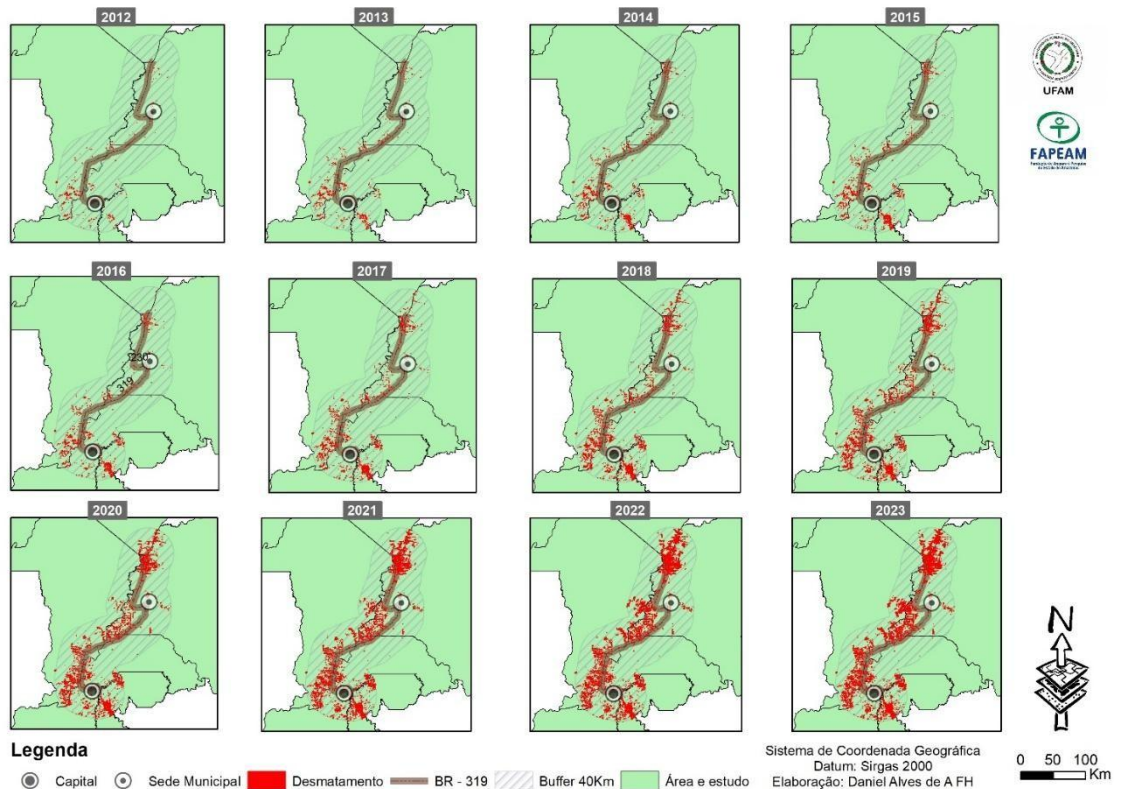 2012
2013
2014
2015
UFAM
FAPEAM
2016
2017
2018
2019
230
319
2020
2021
2022
2023
N
Legenda
Capital
Sede Municipal
Desmatamento
BR - 319
Buffer 40Km
Área e estudo
Sistema de Coordenada Geográfica
Datum: Sirgas 2000
Elaboração: Daniel Alves de A FH
0 50 100
Km